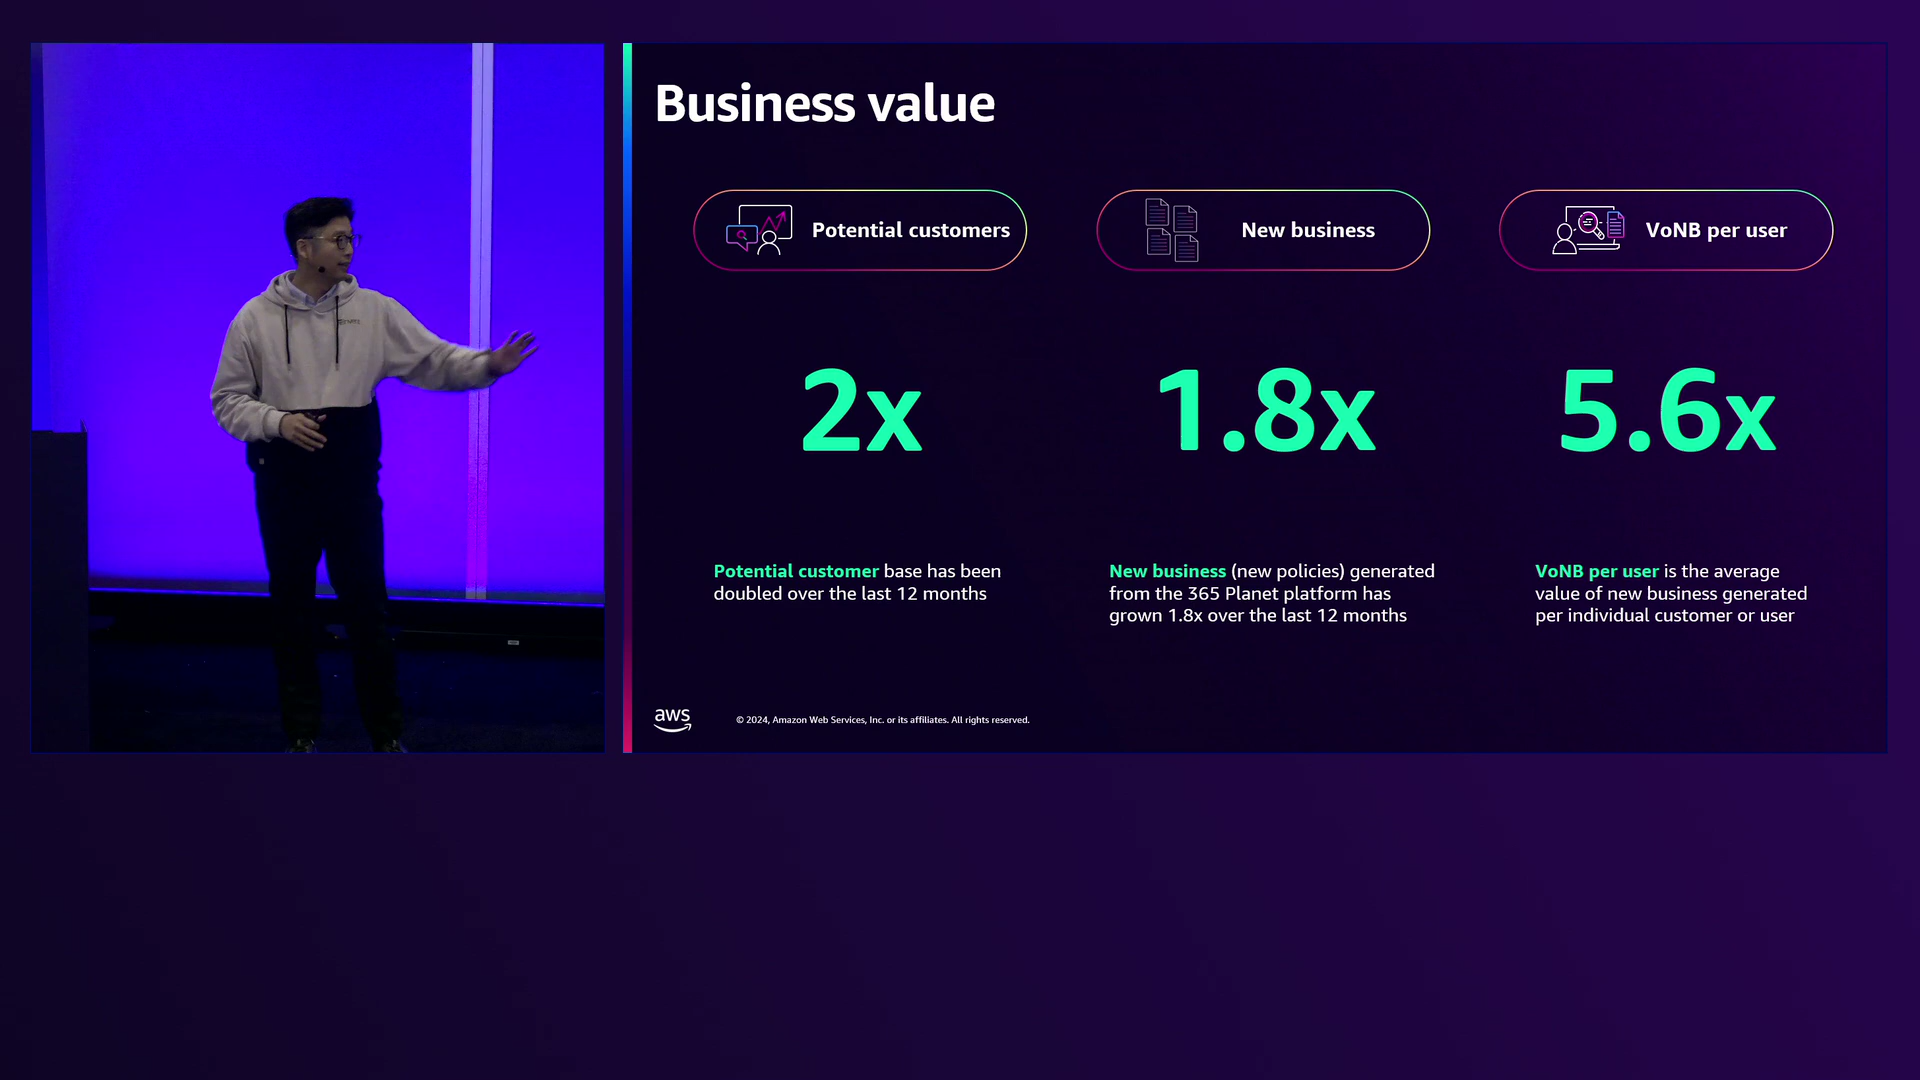 Business value
Potential customers
New business
VoNB per user
2x
1.8x
5.6x
Potential customer base has been
doubled over the last 12 months
New business (new policies) generated
from the 365 Planet platform has
grown 1.8x over the last 12 months
VoNB per user is the average
value of new business generated
per individual customer or user
aws
© 2024, Amazon Web Services, Inc. or its affiliates. All rights reserved.